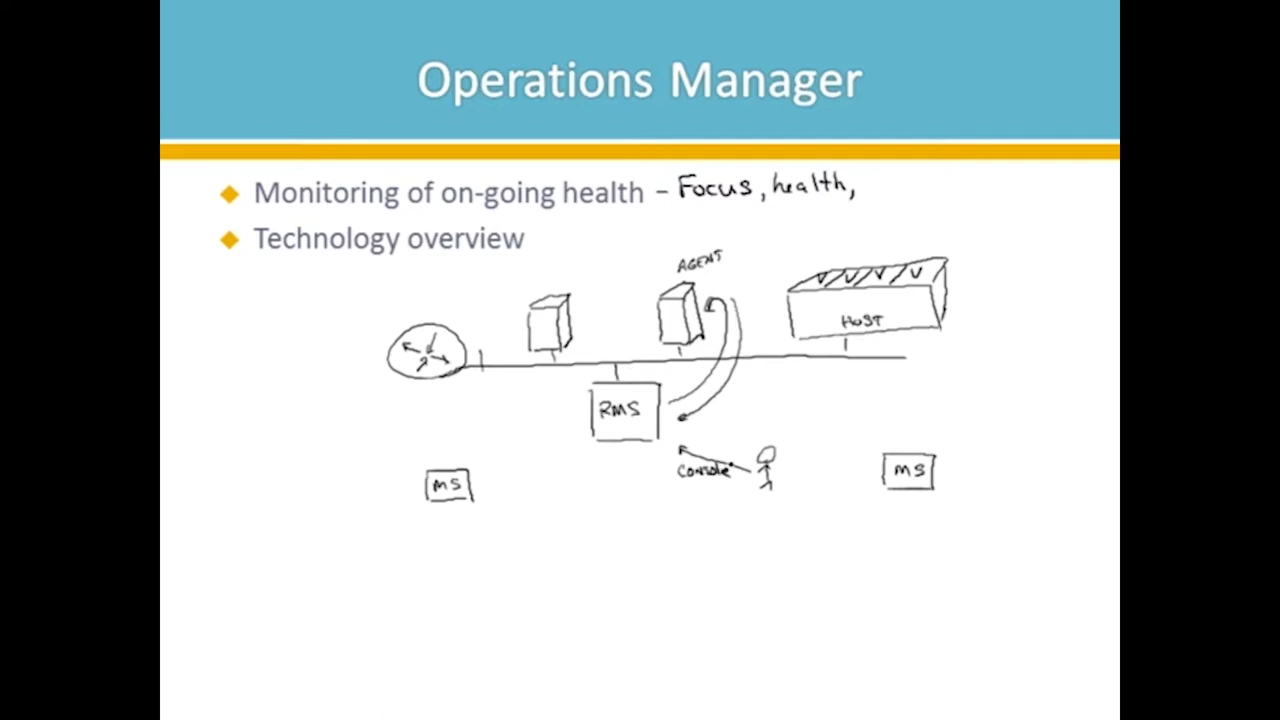 Operations Manager
Monitoring of on-going health – Focus, health,
Technology overview
AGENT
V V V V
HOST
RMS
CONSOLE
MS
MS